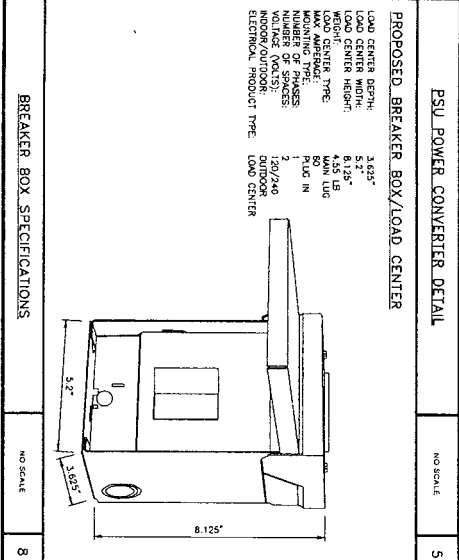 PSU POWER CONVERTER DETAIL
NO SCALE
5
PROPOSED BREAKER BOX/LOAD CENTER
LOAD CENTER DEPTH: 3.625"
LOAD CENTER WIDTH: 5.2"
LOAD CENTER HEIGHT: 8.125"
WEIGHT: 4.55 LB
LOAD CENTER TYPE: MAIN LUG
MAX AMPERAGE: 60
MOUNTING TYPE: PLUG IN
NUMBER OF PHASES: 1
NUMBER OF SPACES: 2
VOLTAGE (VOLTS): 120/240
INDOOR/OUTDOOR: OUTDOOR
ELECTRICAL PRODUCT TYPE: LOAD CENTER
5.2"
3.625"
8.125"
BREAKER BOX SPECIFICATIONS
NO SCALE
8